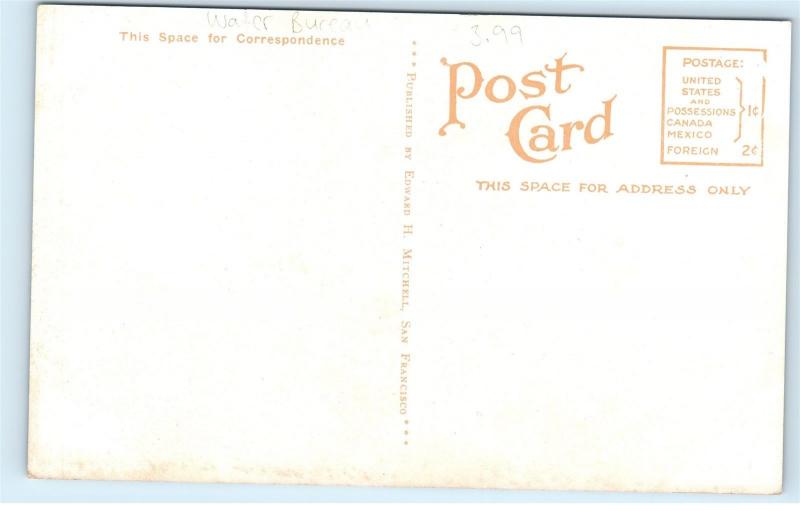 Water Bureau
3.99
This Space for Correspondence
*** Published by Edward H. Mitchell, San Francisco ***
Post
Card
POSTAGE:
UNITED
STATES
AND
POSSESSIONS 1¢
CANADA
MEXICO
FOREIGN 2¢
THIS SPACE FOR ADDRESS ONLY